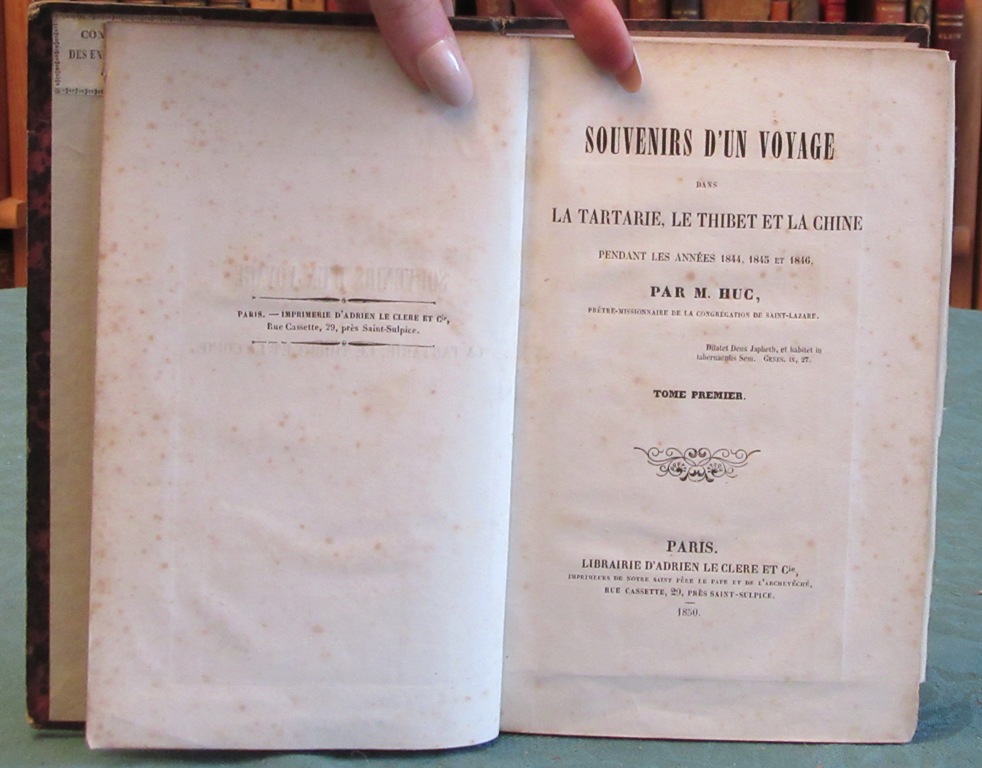 DES EX
PARIS. — IMPRIMERIE D'ADRIEN LE CLERE ET Cie,
Rue Cassette, 29, près Saint-Sulpice.
SOUVENIRS D'UN VOYAGE
DANS
LA TARTARIE, LE THIBET ET LA CHINE
PENDANT LES ANNÉES 1844, 1845 ET 1846,
PAR M. HUC,
PRÊTRE-MISSIONNAIRE DE LA CONGRÉGATION DE SAINT-LAZARE.
Dilatet Deus Japheth, et habitet in
tabernaculis Sem. GENES. IX, 27.
TOME PREMIER.
PARIS.
LIBRAIRIE D'ADRIEN LE CLERE ET Cie,
IMPRIMEURS DE NOTRE SAINT PÈRE LE PAPE ET DE L'ARCHEVÊCHÉ,
RUE CASSETTE, 29, PRÈS SAINT-SULPICE.
1850.